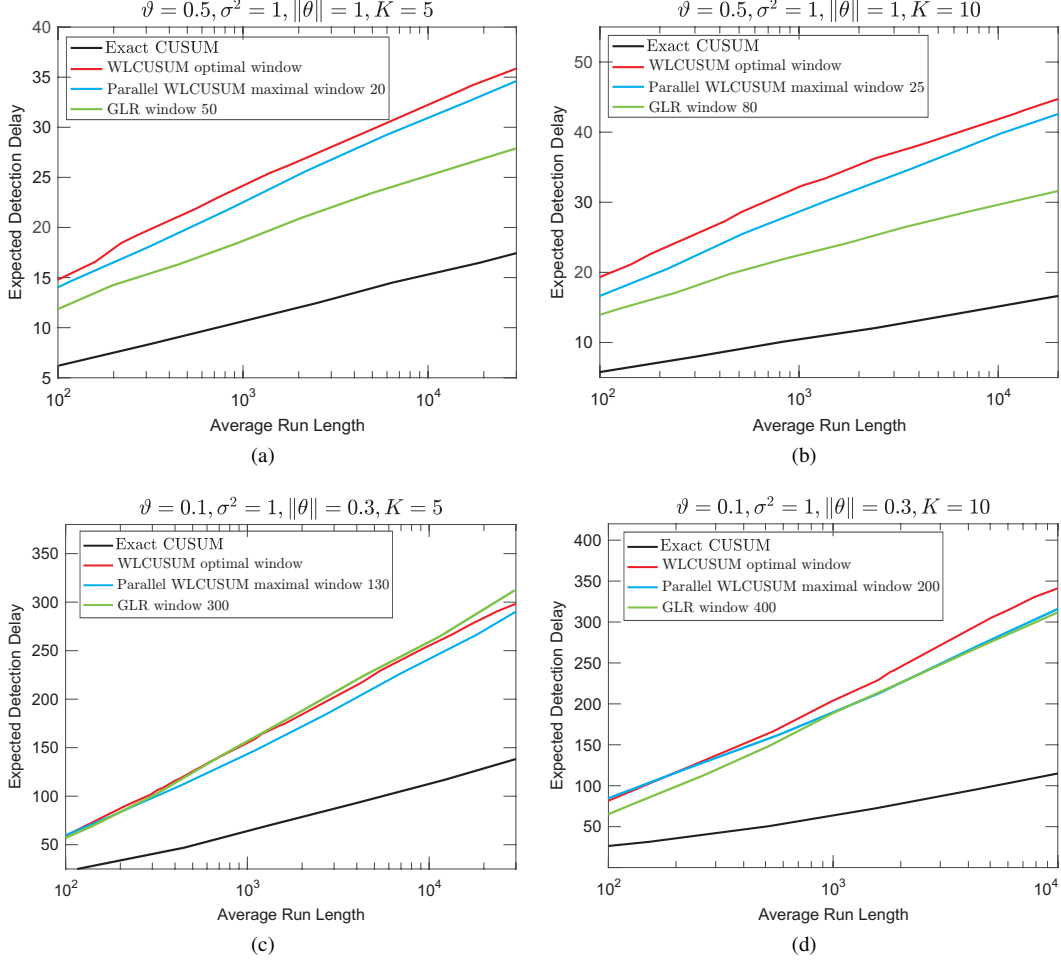 ϑ = 0.5, σ² = 1, ‖θ‖ = 1, K = 5
Exact CUSUM
WLCUSUM optimal window
Parallel WLCUSUM maximal window 20
GLR window 50
Expected Detection Delay
40
35
30
25
20
15
10
5
10²
10³
10⁴
Average Run Length
(a)
ϑ = 0.5, σ² = 1, ‖θ‖ = 1, K = 10
Exact CUSUM
WLCUSUM optimal window
Parallel WLCUSUM maximal window 25
GLR window 80
Expected Detection Delay
50
40
30
20
10
10²
10³
10⁴
Average Run Length
(b)
ϑ = 0.1, σ² = 1, ‖θ‖ = 0.3, K = 5
Exact CUSUM
WLCUSUM optimal window
Parallel WLCUSUM maximal window 130
GLR window 300
Expected Detection Delay
350
300
250
200
150
100
50
10²
10³
10⁴
Average Run Length
(c)
ϑ = 0.1, σ² = 1, ‖θ‖ = 0.3, K = 10
Exact CUSUM
WLCUSUM optimal window
Parallel WLCUSUM maximal window 200
GLR window 400
Expected Detection Delay
400
350
300
250
200
150
100
50
10²
10³
10⁴
Average Run Length
(d)